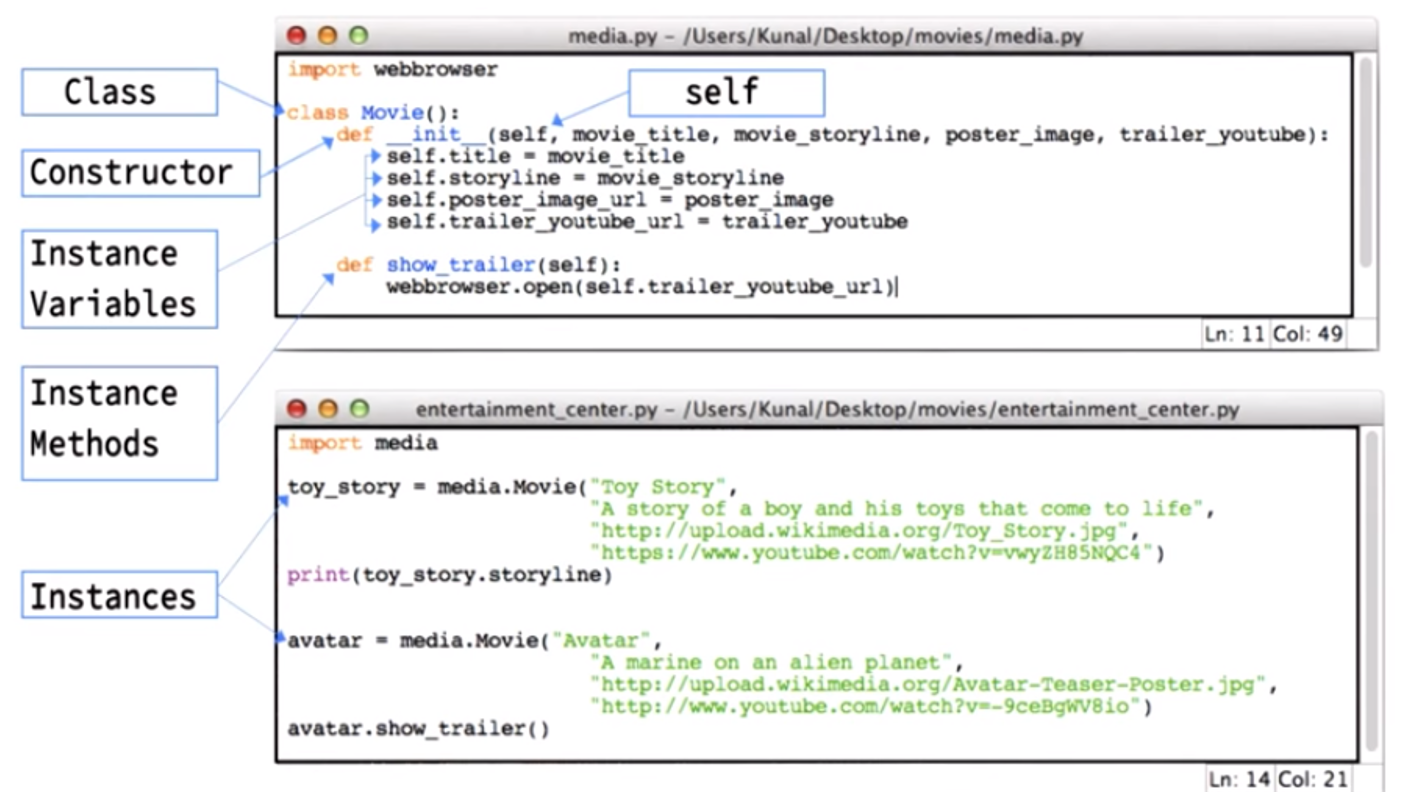 media.py - /Users/Kunal/Desktop/movies/media.py
import webbrowser
Class
self
class Movie():
def __init__(self, movie_title, movie_storyline, poster_image, trailer_youtube):
Constructor
self.title = movie_title
self.storyline = movie_storyline
self.poster_image_url = poster_image
self.trailer_youtube_url = trailer_youtube
Instance
Variables
def show_trailer(self):
webbrowser.open(self.trailer_youtube_url)
Ln: 11 Col: 49
Instance
Methods
entertainment_center.py - /Users/Kunal/Desktop/movies/entertainment_center.py
import media
toy_story = media.Movie("Toy Story",
"A story of a boy and his toys that come to life",
"http://upload.wikimedia.org/Toy_Story.jpg",
"https://www.youtube.com/watch?v=vwyZH85NQC4")
print(toy_story.storyline)
Instances
avatar = media.Movie("Avatar",
"A marine on an alien planet",
"http://upload.wikimedia.org/Avatar-Teaser-Poster.jpg",
"http://www.youtube.com/watch?v=-9ceBgWV8io")
avatar.show_trailer()
Ln: 14 Col: 21